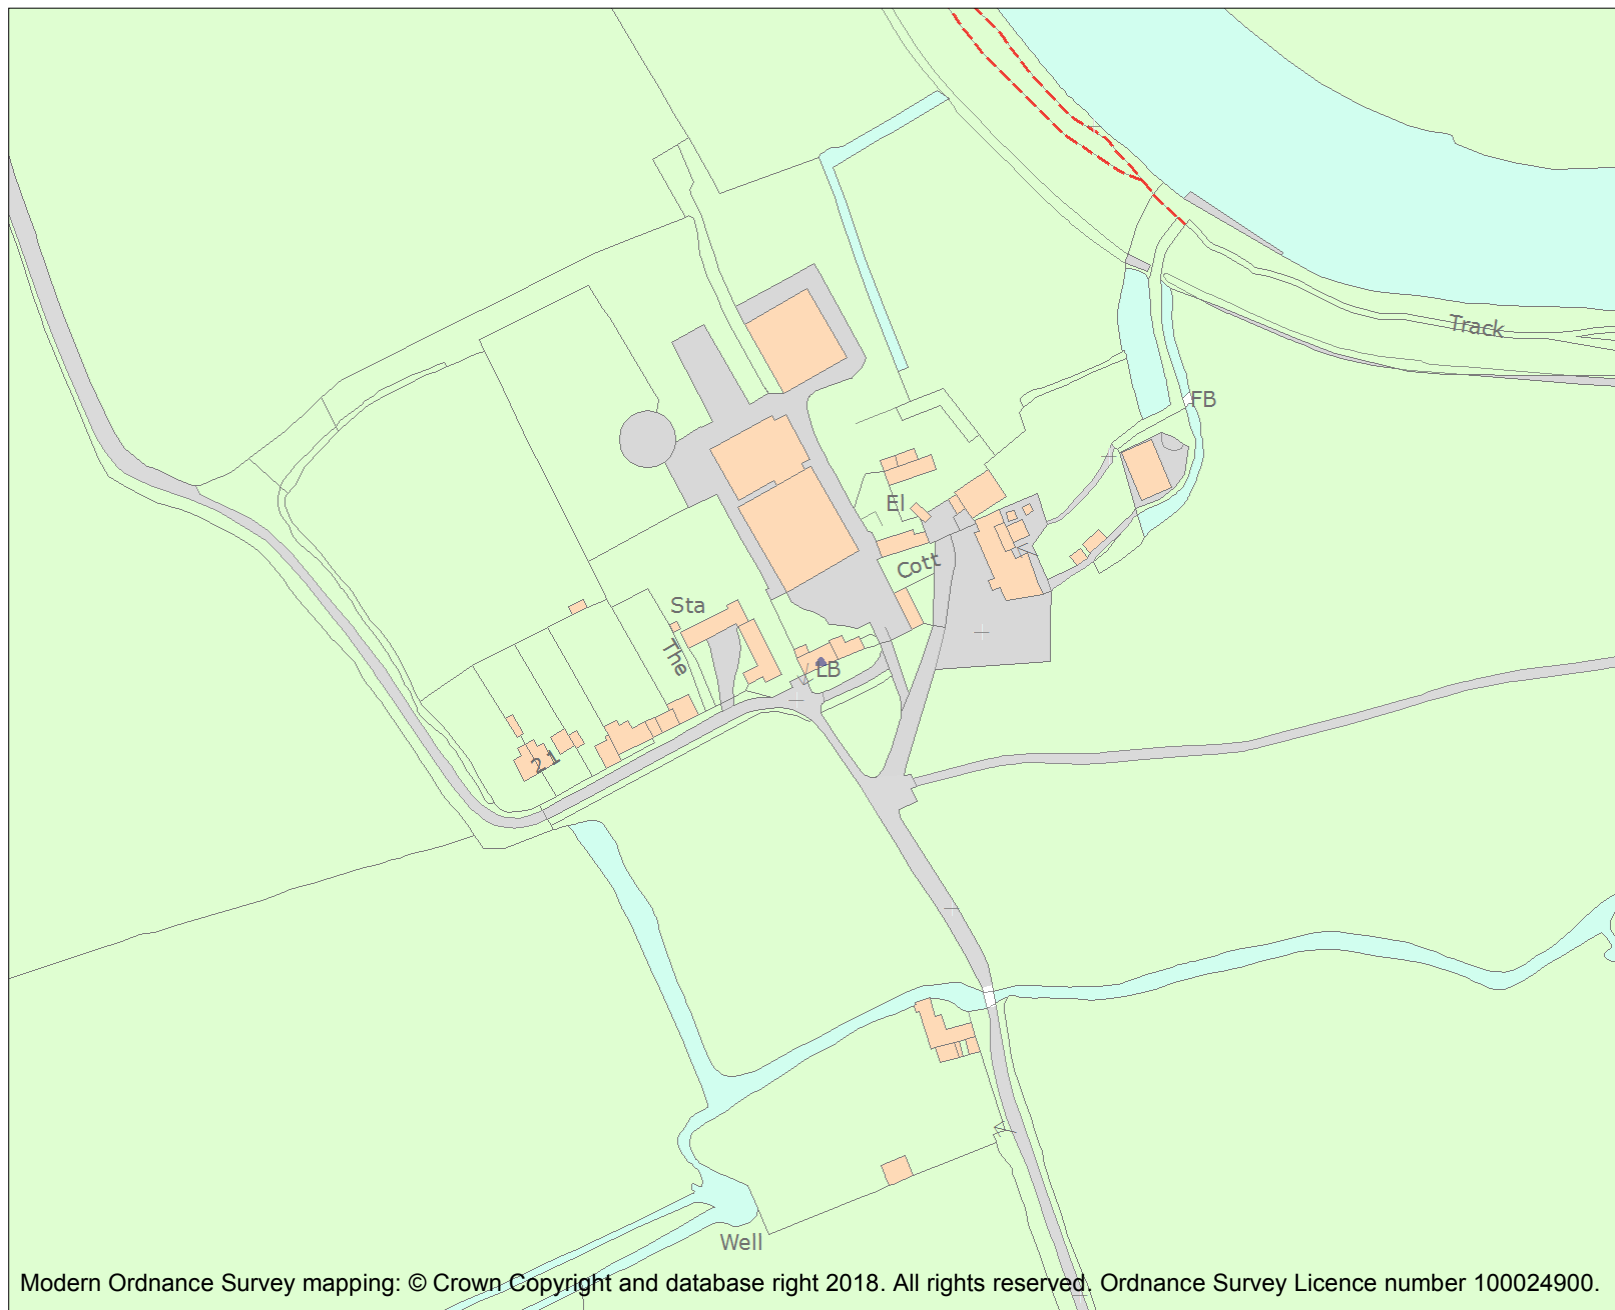 Track
FB
El
Cott
Sta
The
LB
21
Well
Modern Ordnance Survey mapping: © Crown Copyright and database right 2018. All rights reserved. Ordnance Survey Licence number 100024900.